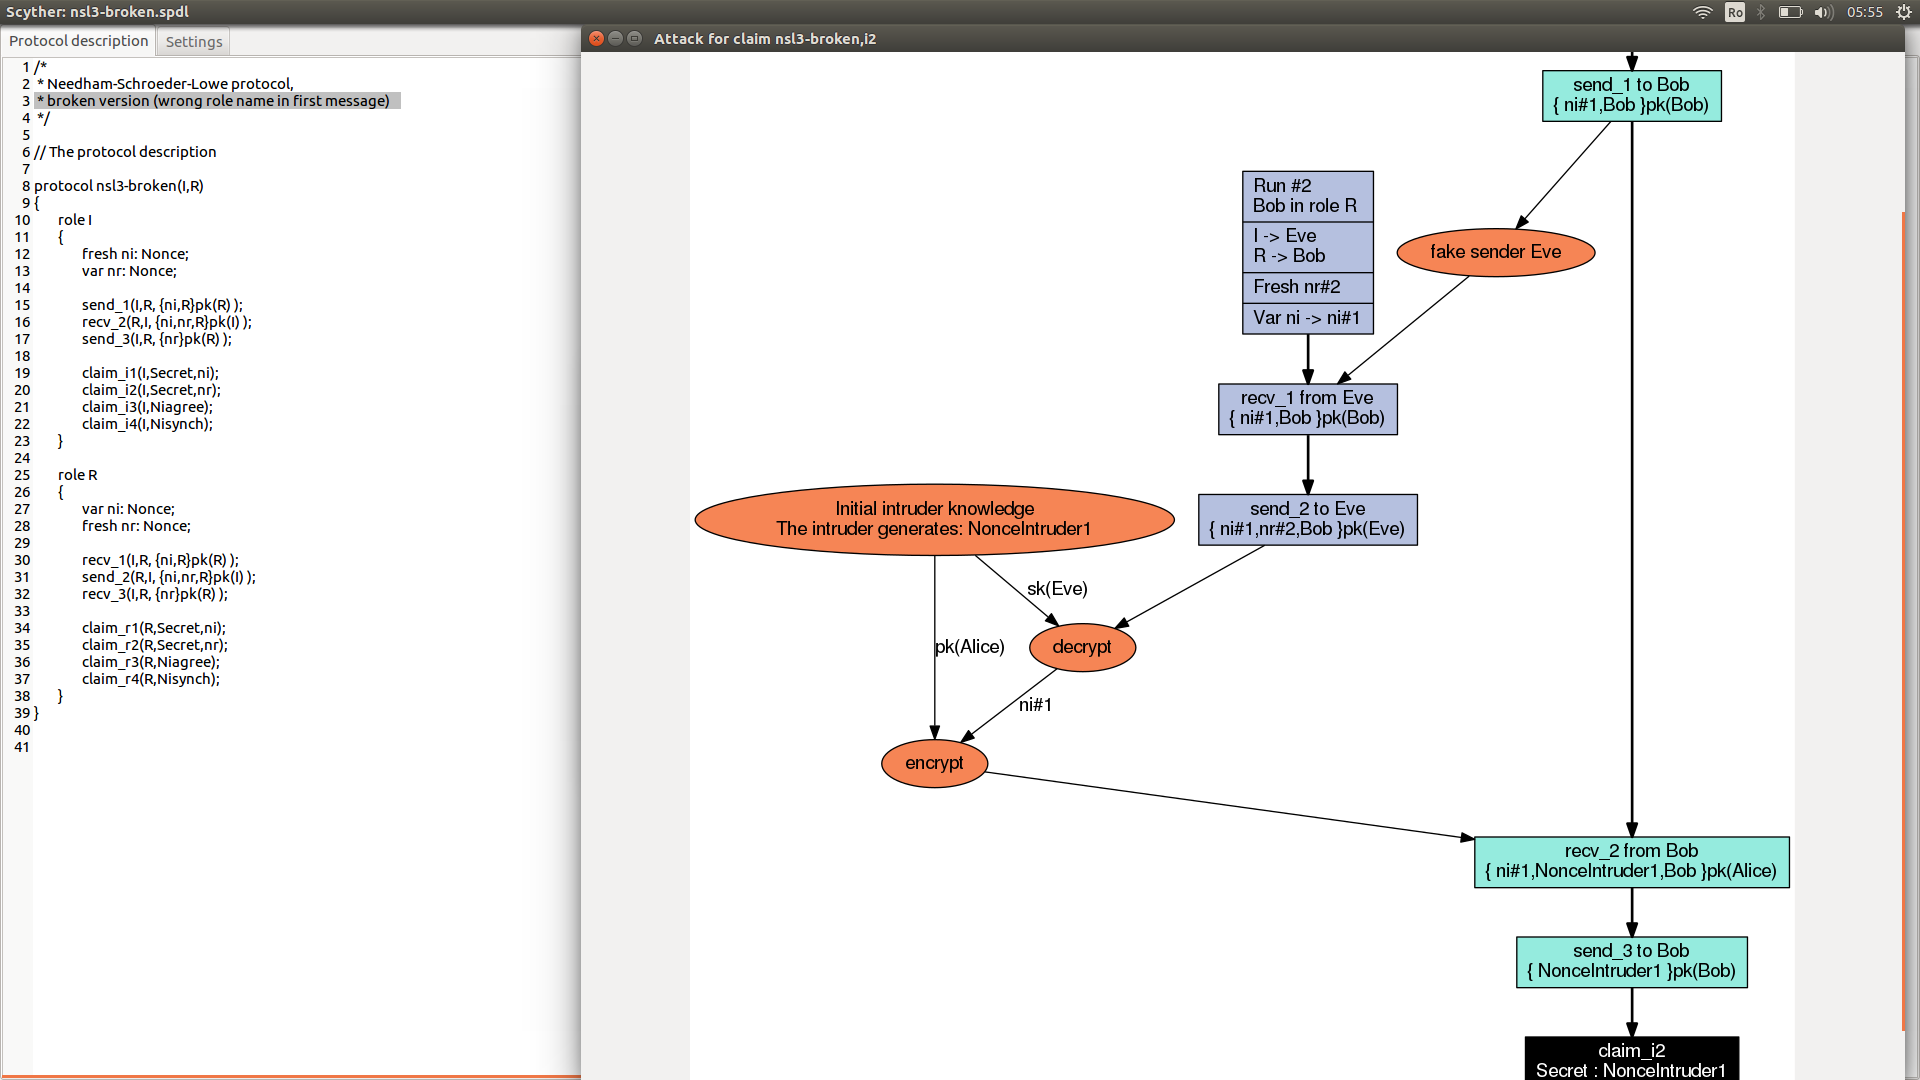 Scyther: nsl3-broken.spdl
Ro
05:55
Protocol description
Settings
1 /*
2 * Needham-Schroeder-Lowe protocol,
3 * broken version (wrong role name in first message)
4 */
5
6 // The protocol description
7
8 protocol nsl3-broken(I,R)
9 {
10 role I
11 {
12 fresh ni: Nonce;
13 var nr: Nonce;
14
15 send_1(I,R, {ni,R}pk(R) );
16 recv_2(R,I, {ni,nr,R}pk(I) );
17 send_3(I,R, {nr}pk(R) );
18
19 claim_i1(I,Secret,ni);
20 claim_i2(I,Secret,nr);
21 claim_i3(I,Niagree);
22 claim_i4(I,Nisynch);
23 }
24
25 role R
26 {
27 var ni: Nonce;
28 fresh nr: Nonce;
29
30 recv_1(I,R, {ni,R}pk(R) );
31 send_2(R,I, {ni,nr,R}pk(I) );
32 recv_3(I,R, {nr}pk(R) );
33
34 claim_r1(R,Secret,ni);
35 claim_r2(R,Secret,nr);
36 claim_r3(R,Niagree);
37 claim_r4(R,Nisynch);
38 }
39 }
40
41
Attack for claim nsl3-broken,i2
send_1 to Bob
{ ni#1,Bob }pk(Bob)
Run #2
Bob in role R
I -> Eve
R -> Bob
Fresh nr#2
Var ni -> ni#1
fake sender Eve
recv_1 from Eve
{ ni#1,Bob }pk(Bob)
Initial intruder knowledge
The intruder generates: NonceIntruder1
send_2 to Eve
{ ni#1,nr#2,Bob }pk(Eve)
sk(Eve)
pk(Alice)
decrypt
ni#1
encrypt
recv_2 from Bob
{ ni#1,NonceIntruder1,Bob }pk(Alice)
send_3 to Bob
{ NonceIntruder1 }pk(Bob)
claim_i2
Secret : NonceIntruder1